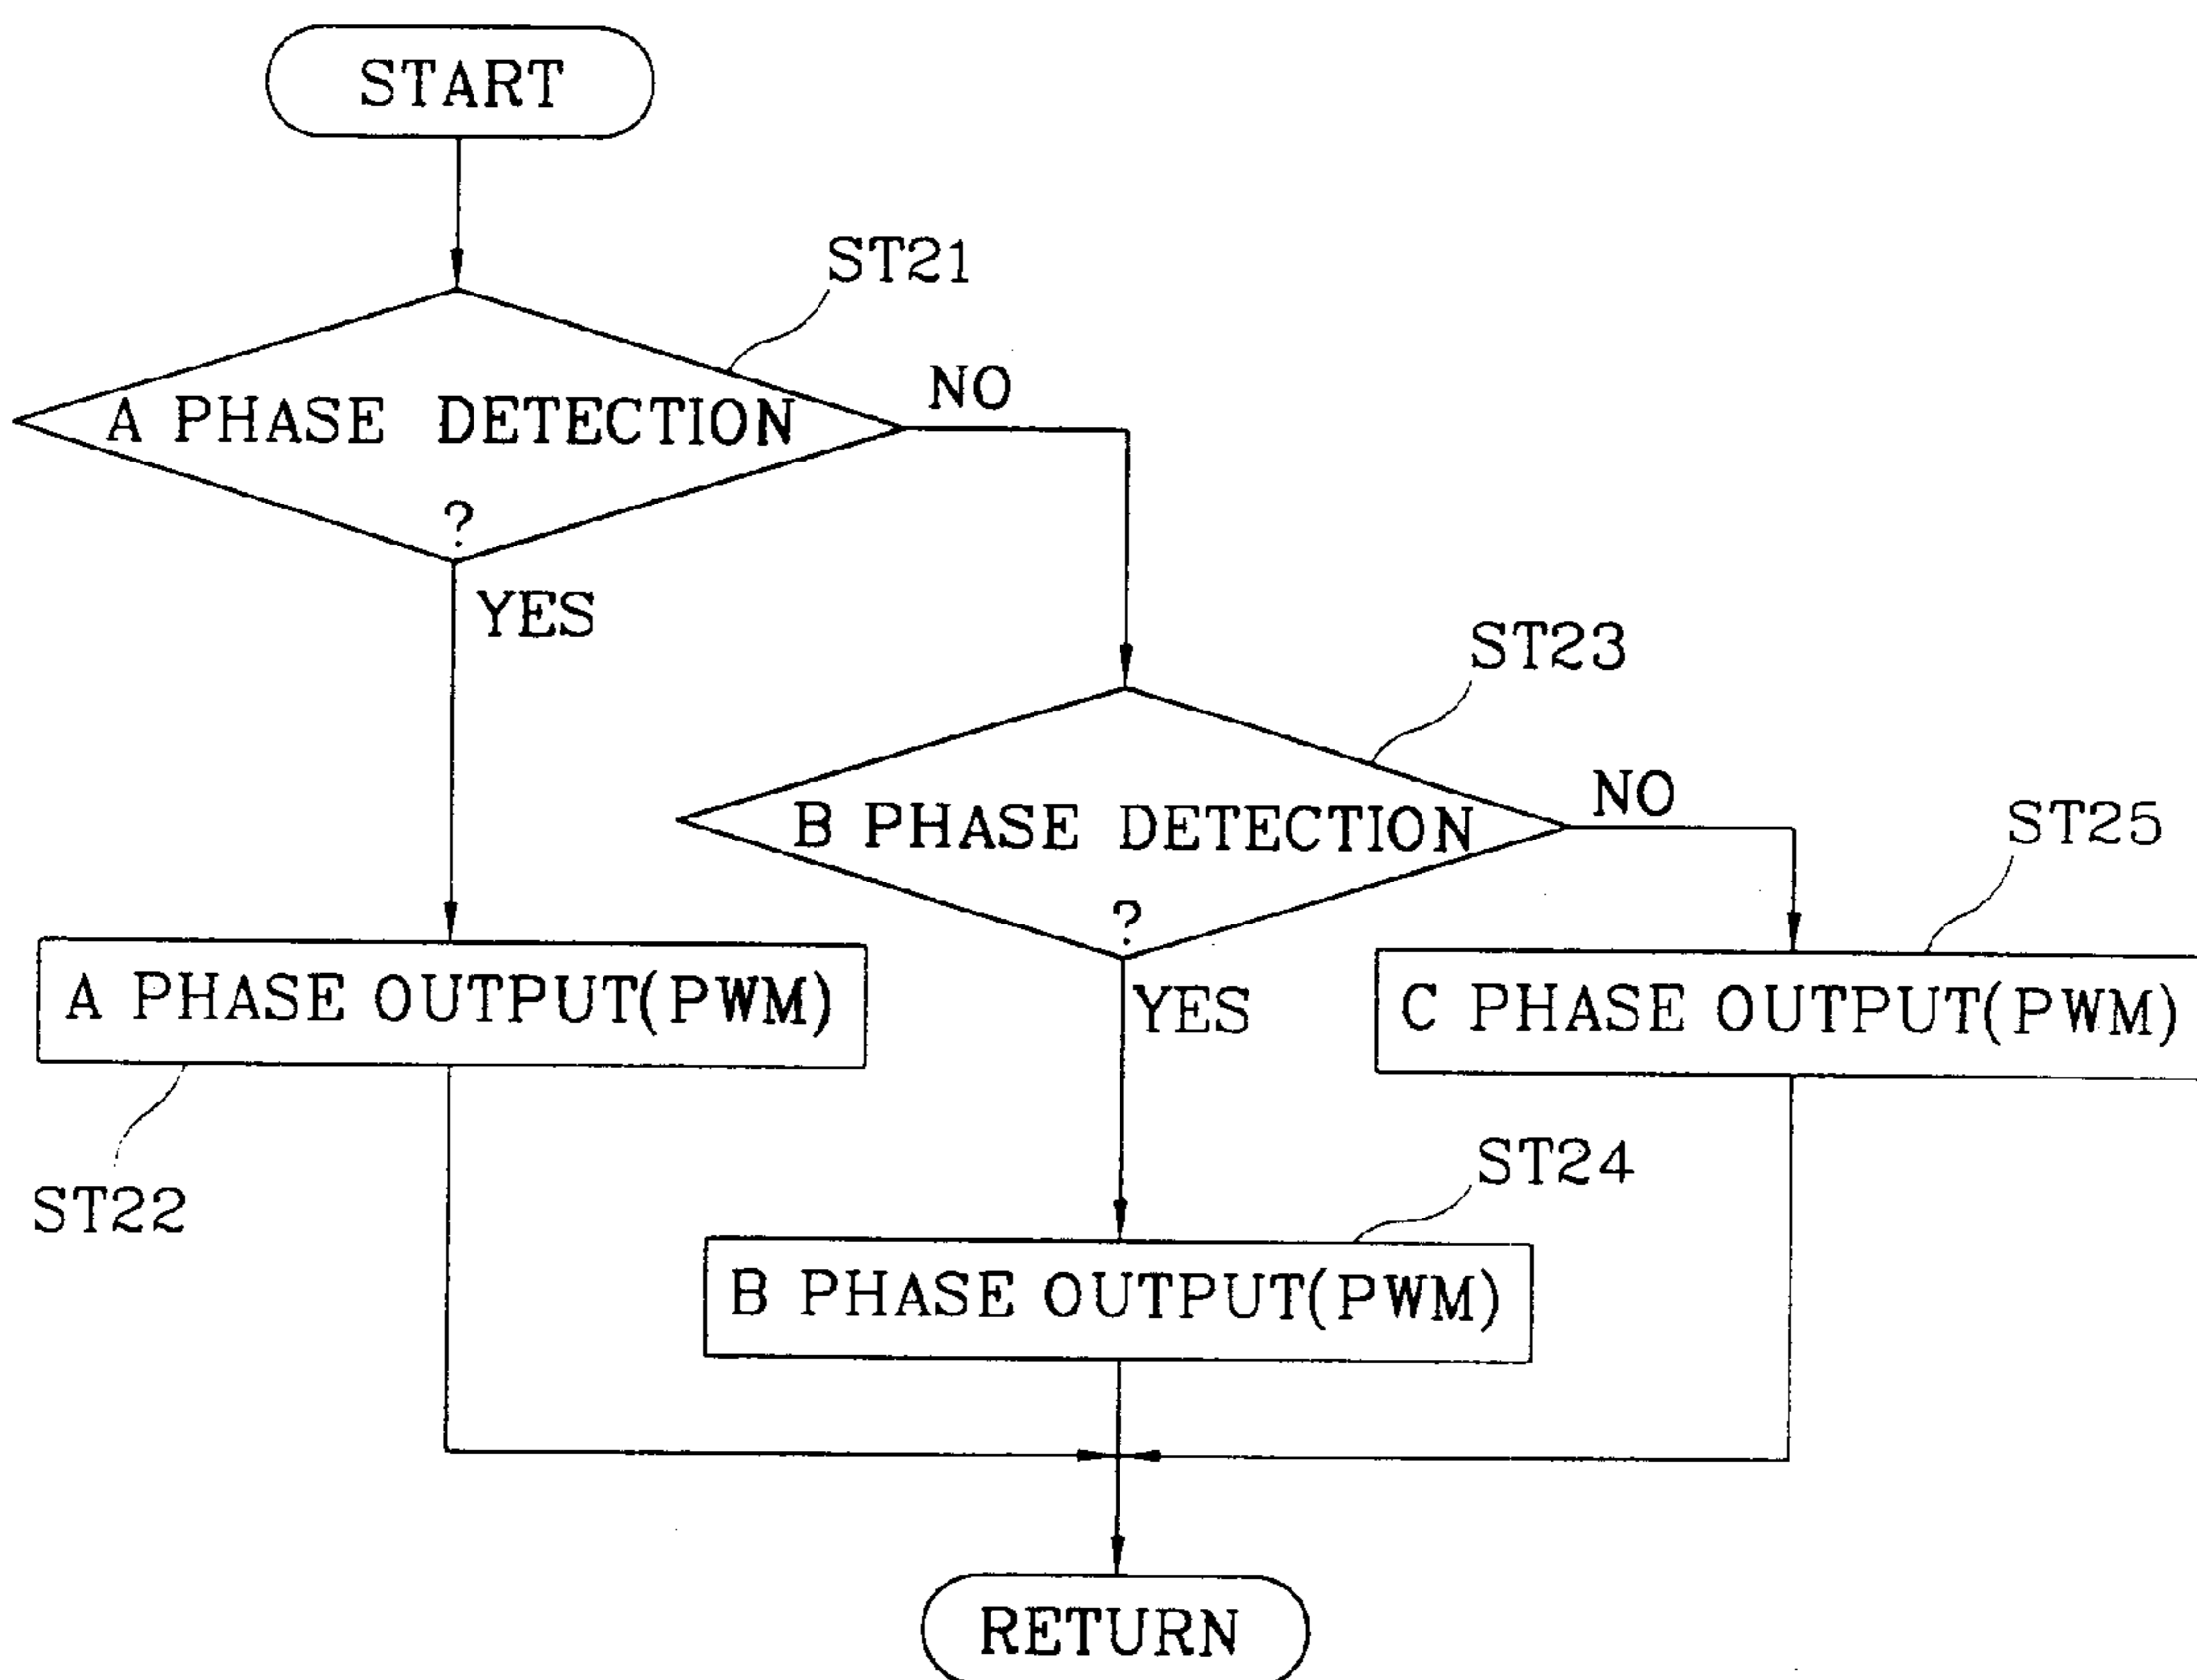 START
ST21
A PHASE DETECTION
?
NO
YES
ST23
B PHASE DETECTION
?
NO
YES
ST25
A PHASE OUTPUT(PWM)
C PHASE OUTPUT(PWM)
ST22
ST24
B PHASE OUTPUT(PWM)
RETURN